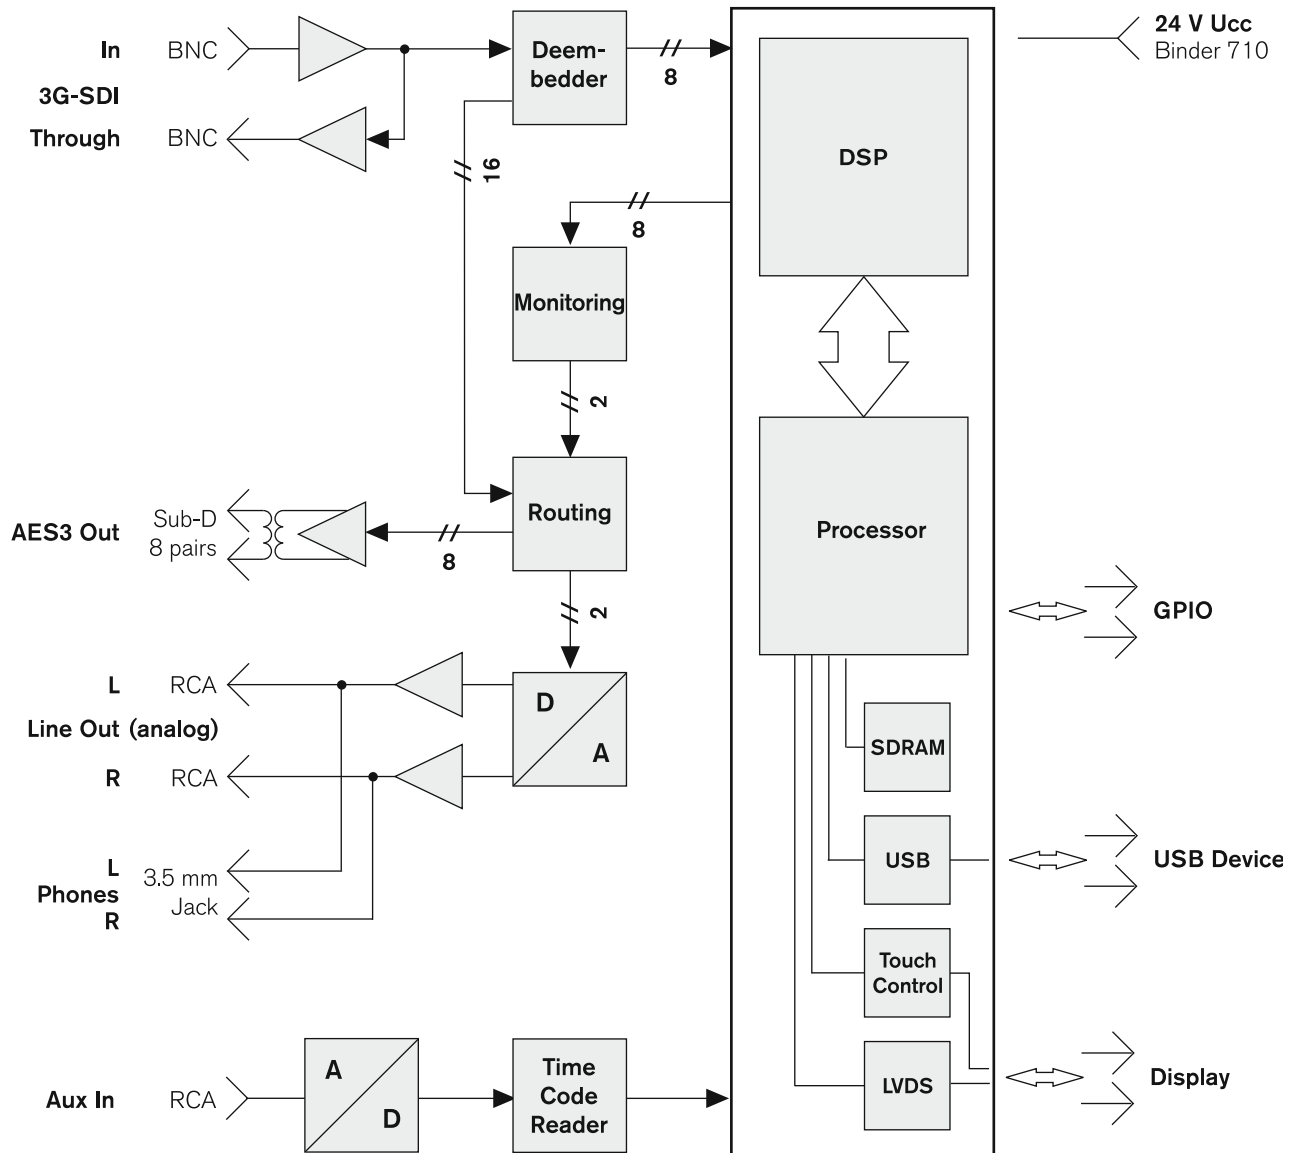 In BNC
3G-SDI
Through BNC
Deem-
bedder
8
16
8
DSP
24 V Ucc
Binder 710
Monitoring
2
Routing
AES3 Out
Sub-D
8 pairs
8
2
Processor
GPIO
L RCA
Line Out (analog)
R RCA
D
A
SDRAM
USB
USB Device
L
Phones
R
3.5 mm
Jack
Touch
Control
LVDS
Display
Aux In RCA
A
D
Time
Code
Reader